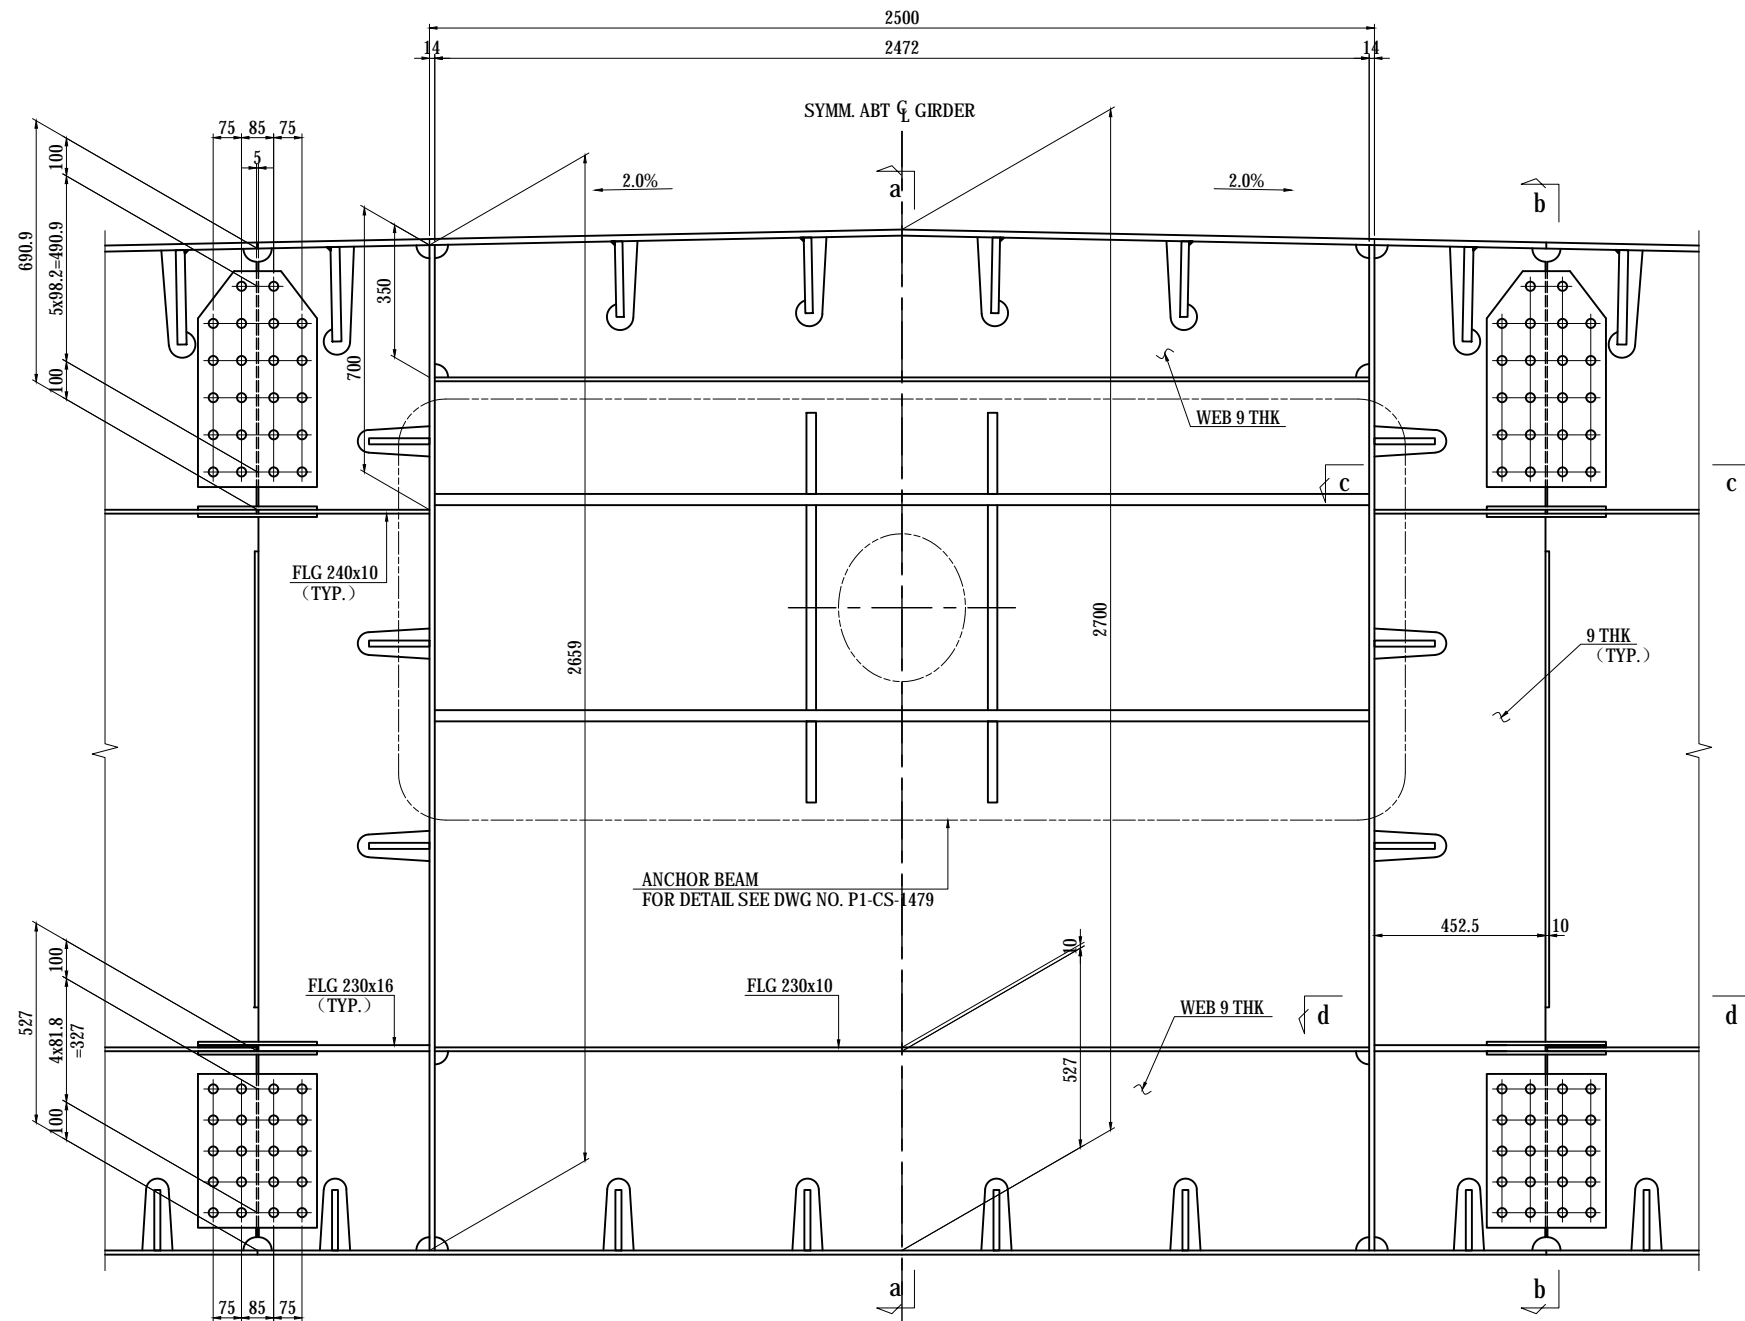 2500
14
2472
14
SYMM. ABT ℄ GIRDER
75
85
75
5
100
690.9
5x98.2=490.9
100
700
350
2.0%
a
2.0%
b
WEB 9 THK
c
c
FLG 240x10
(TYP.)
2659
2700
9 THK
(TYP.)
ANCHOR BEAM
FOR DETAIL SEE DWG NO. P1-CS-1479
452.5
10
10
100
527
4x81.8
=327
100
FLG 230x16
(TYP.)
FLG 230x10
527
WEB 9 THK
d
d
75
85
75
a
b